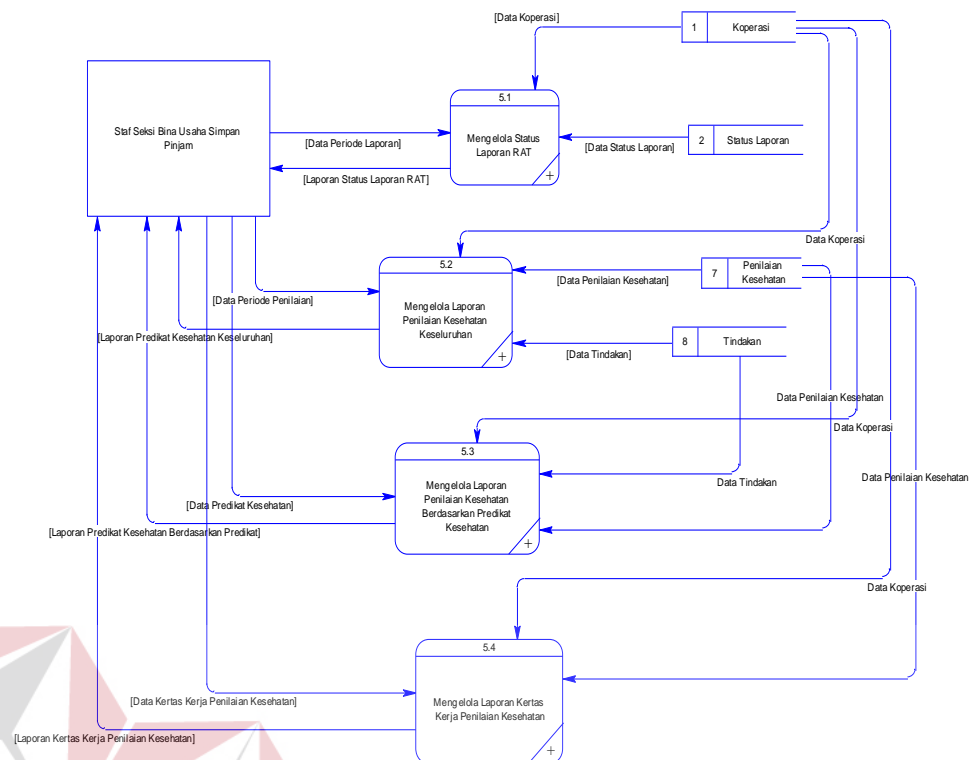 [Data Koperasi]
1
Koperasi
5.1
Staf Seksi Bina Usaha Simpan
Pinjam
Mengelola Status
Laporan RAT
[Data Periode Laporan]
[Data Status Laporan]
2
Status Laporan
[Laporan Status Laporan RAT]
+
Data Koperasi
5.2
Penilaian
Kesehatan
7
[Data Penilaian Kesehatan]
[Data Periode Penilaian]
Mengelola Laporan
Penilaian Kesehatan
Keseluruhan
[Laporan Predikat Kesehatan Keseluruhan]
8
Tindakan
[Data Tindakan]
+
Data Penilaian Kesehatan
Data Koperasi
5.3
Mengelola Laporan
Penilaian Kesehatan
Berdasarkan Predikat
Kesehatan
Data Tindakan
Data Penilaian Kesehatan
[Data Predikat Kesehatan]
[Laporan Predikat Kesehatan Berdasarkan Predikat]
+
Data Koperasi
5.4
[Data Kertas Kerja Penilaian Kesehatan]
Mengelola Laporan Kertas
Kerja Penilaian Kesehatan
[Laporan Kertas Kerja Penilaian Kesehatan]
+